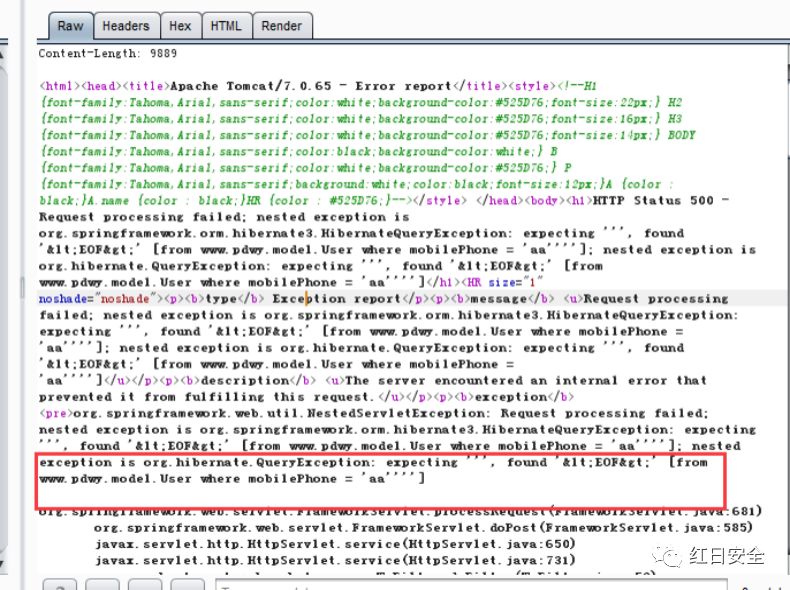 Raw Headers Hex HTML Render
Content-Length: 9889
<html><head><title>Apache Tomcat/7.0.65 - Error report</title><style><!--H1
{font-family:Tahoma,Arial,sans-serif;color:white;background-color:#525D76;font-size:22px;} H2
{font-family:Tahoma,Arial,sans-serif;color:white;background-color:#525D76;font-size:16px;} H3
{font-family:Tahoma,Arial,sans-serif;color:white;background-color:#525D76;font-size:14px;} BODY
{font-family:Tahoma,Arial,sans-serif;color:black;background-color:white;} B
{font-family:Tahoma,Arial,sans-serif;color:white;background-color:#525D76;} P
{font-family:Tahoma,Arial,sans-serif;background:white;color:black;font-size:12px;}A {color :
black;}A.name {color : black;}HR {color : #525D76;}--></style> </head><body><h1>HTTP Status 500 -
Request processing failed; nested exception is
org.springframework.orm.hibernate3.HibernateQueryException: expecting ''', found
'&lt;EOF&gt;' [from www.pdwy.model.User where mobilePhone = 'aa'''']; nested exception is
org.hibernate.QueryException: expecting ''', found '&lt;EOF&gt;' [from
www.pdwy.model.User where mobilePhone = 'aa'''']</h1><HR size="1"
noshade="noshade"><p><b>type</b> Exception report</p><p><b>message</b> <u>Request processing
failed; nested exception is org.springframework.orm.hibernate3.HibernateQueryException:
expecting ''', found '&lt;EOF&gt;' [from www.pdwy.model.User where mobilePhone =
'aa'''']; nested exception is org.hibernate.QueryException: expecting ''', found
'&lt;EOF&gt;' [from www.pdwy.model.User where mobilePhone =
'aa'''']</u></p><p><b>description</b> <u>The server encountered an internal error that
prevented it from fulfilling this request.</u></p><p><b>exception</b>
<pre>org.springframework.web.util.NestedServletException: Request processing failed;
nested exception is org.springframework.orm.hibernate3.HibernateQueryException: expecting
''', found '&lt;EOF&gt;' [from www.pdwy.model.User where mobilePhone = 'aa'''']; nested
exception is org.hibernate.QueryException: expecting ''', found '&lt;EOF&gt;' [from
www.pdwy.model.User where mobilePhone = 'aa'''']
org.springframework.web.servlet.FrameworkServlet.processRequest(FrameworkServlet.java:681)
org.springframework.web.servlet.FrameworkServlet.doPost(FrameworkServlet.java:585)
javax.servlet.http.HttpServlet.service(HttpServlet.java:650)
javax.servlet.http.HttpServlet.service(HttpServlet.java:731)
红日安全